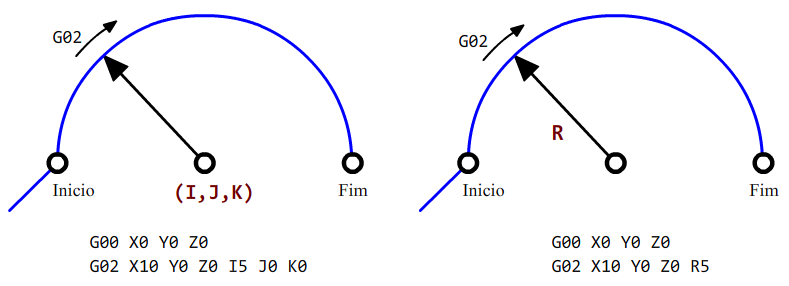 G02
Inicio
(I,J,K)
Fim
G00 X0 Y0 Z0
G02 X10 Y0 Z0 I5 J0 K0
G02
R
Inicio
Fim
G00 X0 Y0 Z0
G02 X10 Y0 Z0 R5